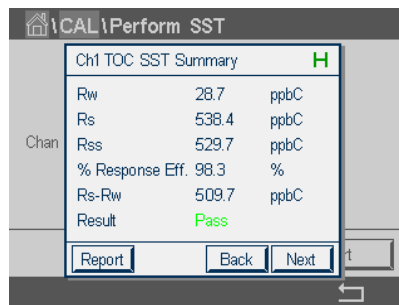 \CAL\Perform SST
Ch1 TOC SST Summary H
Rw 28.7 ppbC
Rs 538.4 ppbC
Chan
Rss 529.7 ppbC
% Response Eff. 98.3 %
Rs-Rw 509.7 ppbC
Result Pass
Report Back Next